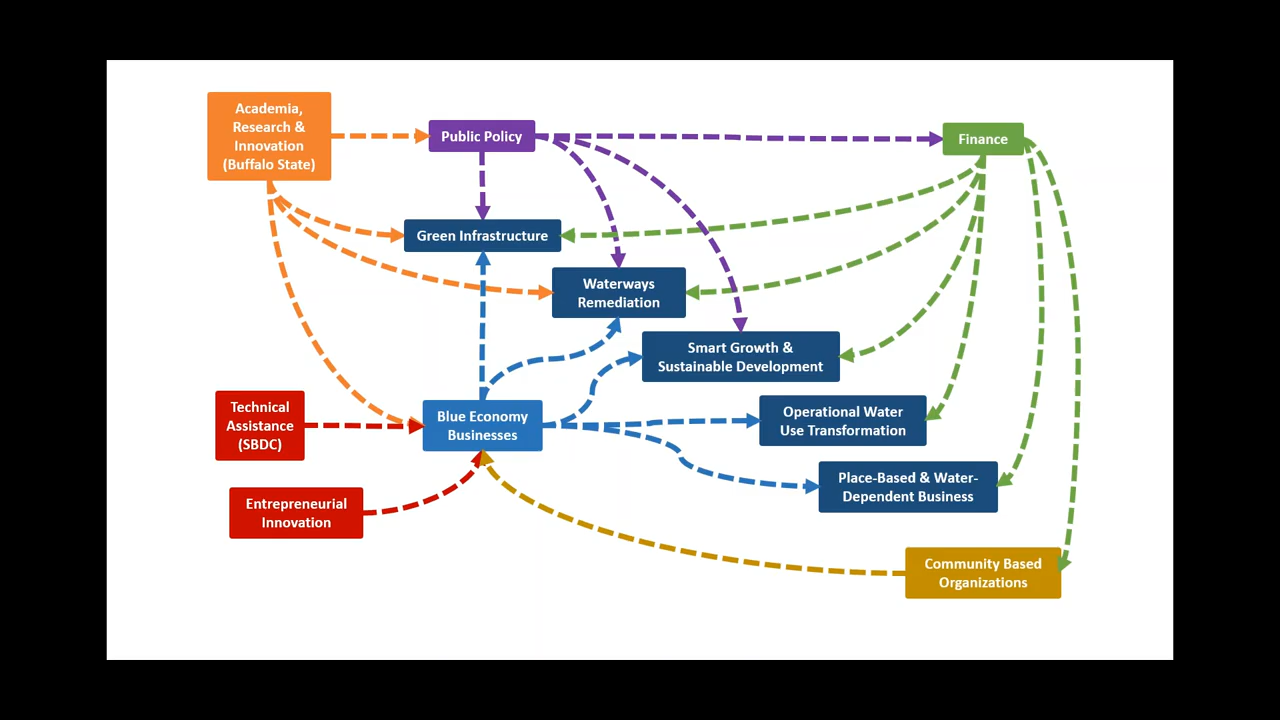 Academia,
Research &
Innovation
(Buffalo State)
Public Policy
Finance
Green Infrastructure
Waterways
Remediation
Smart Growth &
Sustainable Development
Technical
Assistance
(SBDC)
Blue Economy
Businesses
Operational Water
Use Transformation
Place-Based & Water-
Dependent Business
Entrepreneurial
Innovation
Community Based
Organizations